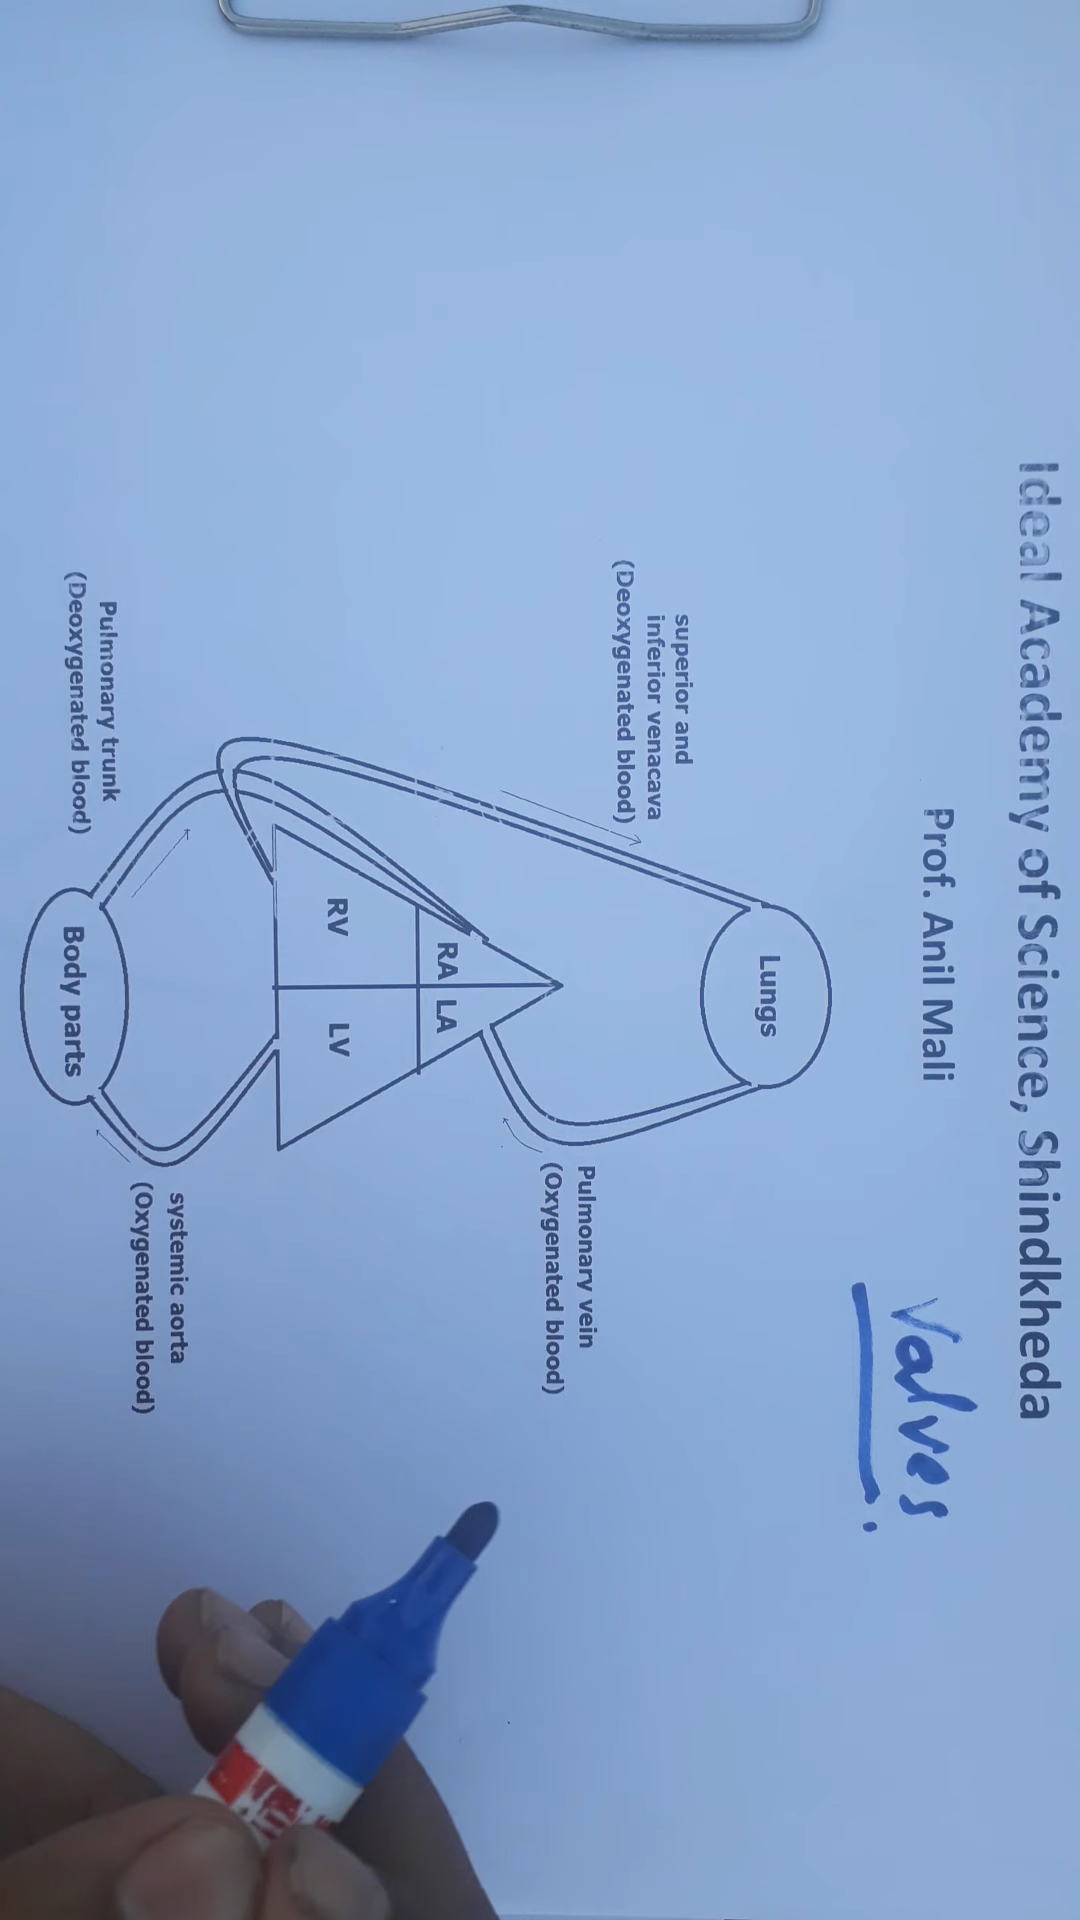 Ideal Academy of Science, Shindkheda
Prof. Anil Mali
Valves.
Lungs
superior and
inferior venacava
(Deoxygenated blood)
Pulmonary vein
(Oxygenated blood)
RA
LA
RV
LV
Pulmonary trunk
(Deoxygenated blood)
systemic aorta
(Oxygenated blood)
Body parts